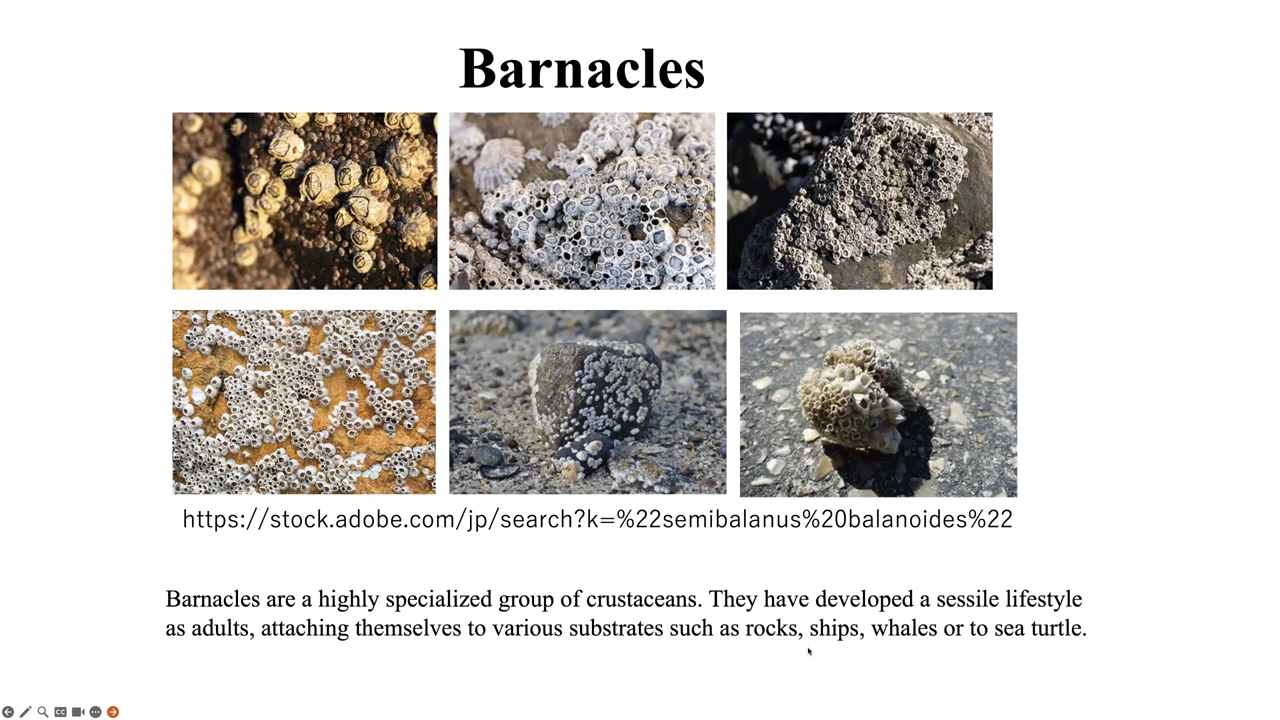 Barnacles
https://stock.adobe.com/jp/search?k=%22semibalanus%20balanoides%22
Barnacles are a highly specialized group of crustaceans. They have developed a sessile lifestyle
as adults, attaching themselves to various substrates such as rocks, ships, whales or to sea turtle.
CC